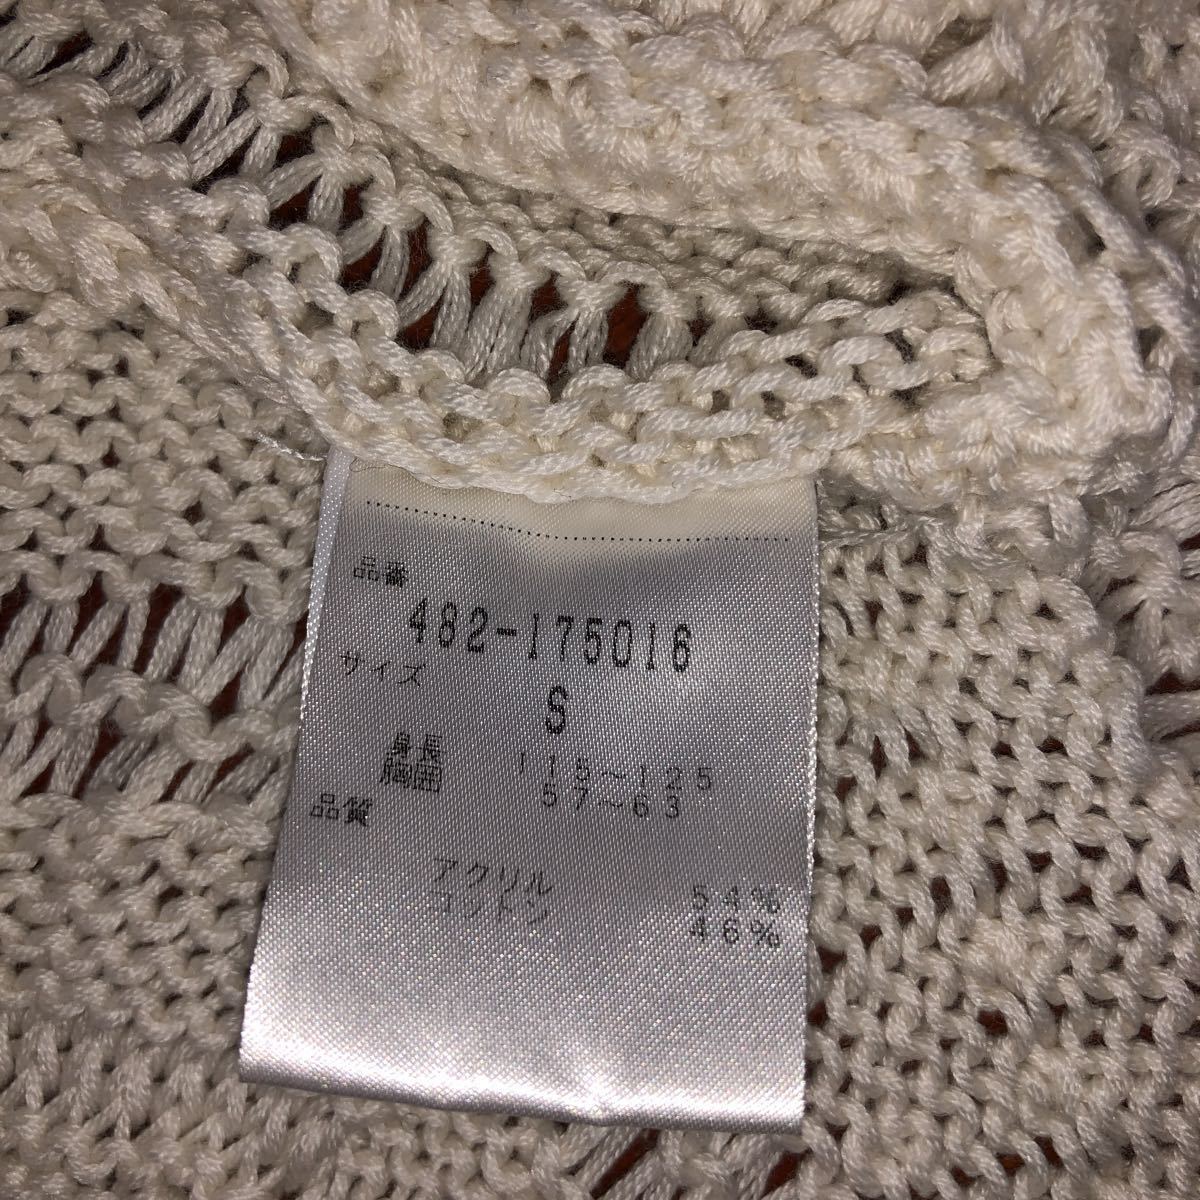 品番
482-175016
サイズ
S
身長 115〜125
胸囲 57〜63
品質
アクリル 54%
コットン 46%